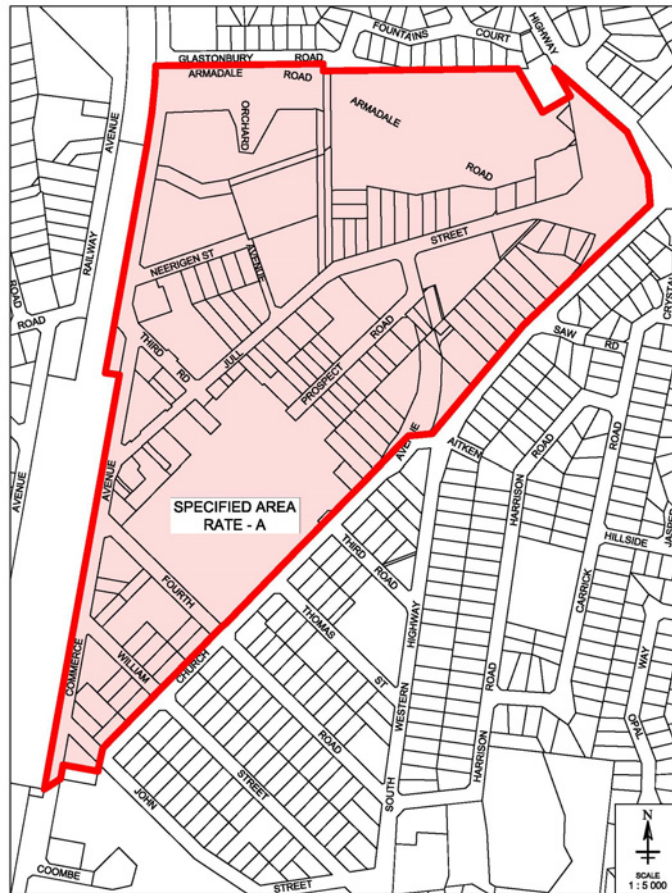 FOUNTAINS
COURT
HIGHWAY
GLASTONBURY ROAD
ARMADALE ROAD
ORCHARD
ARMADALE
ROAD
AVENUE
RAILWAY
STREET
NEERIGEN ST
AVENUE
ROAD
ROAD
THIRD
RD
JULL
PROSPECT
ROAD
SAW
RD
CRYSTAL
AVENUE
AVENUE
AVENUE
AITKEN
ROAD
ROAD
HARRISON
SPECIFIED AREA
RATE - A
HILLSIDE
JASPER
THIRD
ROAD
CARRICK
FOURTH
THOMAS
ST
HIGHWAY
COMMERCE
WILLIAM
CHURCH
ROAD
WESTERN
ROAD
HARRISON
WAY
OPAL
STREET
SOUTH
JOHN
STREET
COOMBE
N
SCALE
1 : 5 000